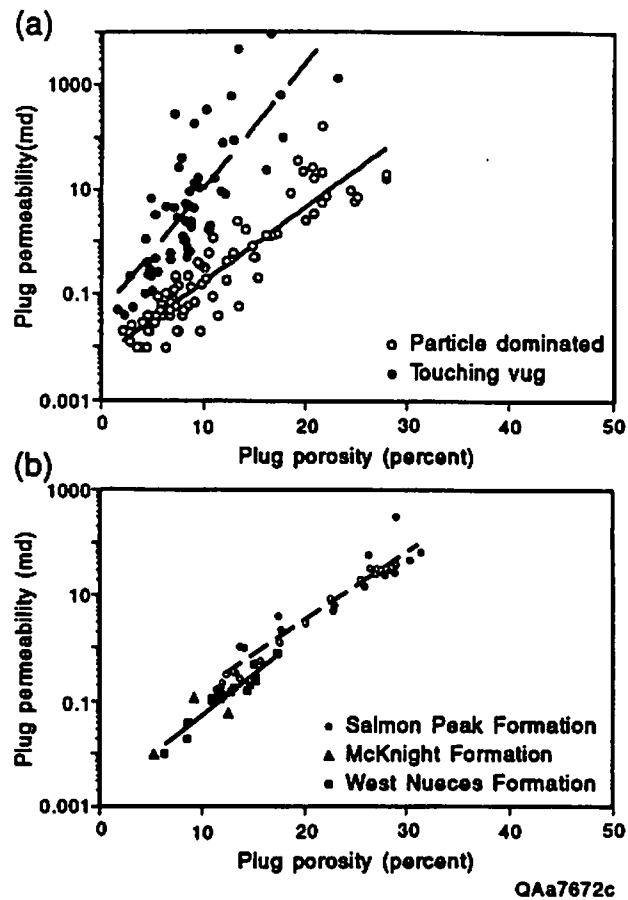 (a)
Plug permeability(md)
1000
10
0.1
0.001
0
10
20
30
40
50
Particle dominated
Touching vug
Plug porosity (percent)
(b)
Plug permeability (md)
1000
10
0.1
0.001
0
10
20
30
40
50
Salmon Peak Formation
McKnight Formation
West Nueces Formation
Plug porosity (percent)
QAa7672c